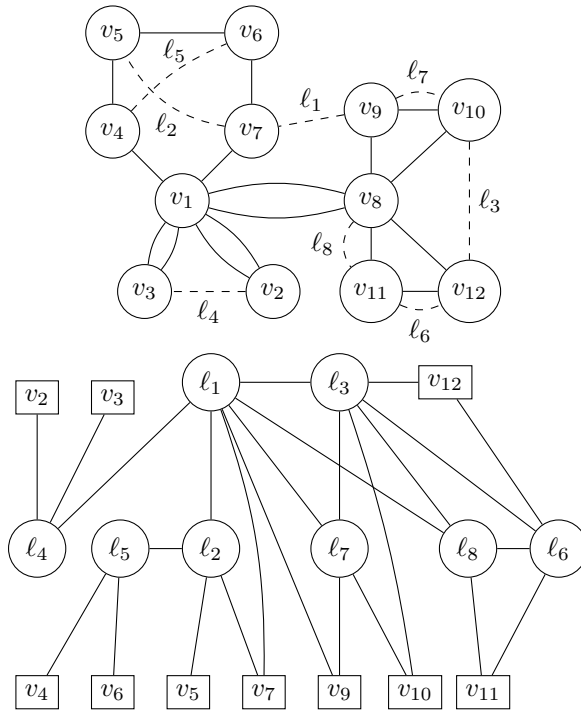 v5 v6
ℓ5
ℓ7
v9 v10
ℓ1
v4 ℓ2 v7
v1 v8 ℓ3
ℓ8
v3 v2 v11 v12
ℓ4
ℓ6
v2 v3 ℓ1 ℓ3 v12
ℓ4 ℓ5 ℓ2 ℓ7 ℓ8 ℓ6
v4 v6 v5 v7 v9 v10 v11